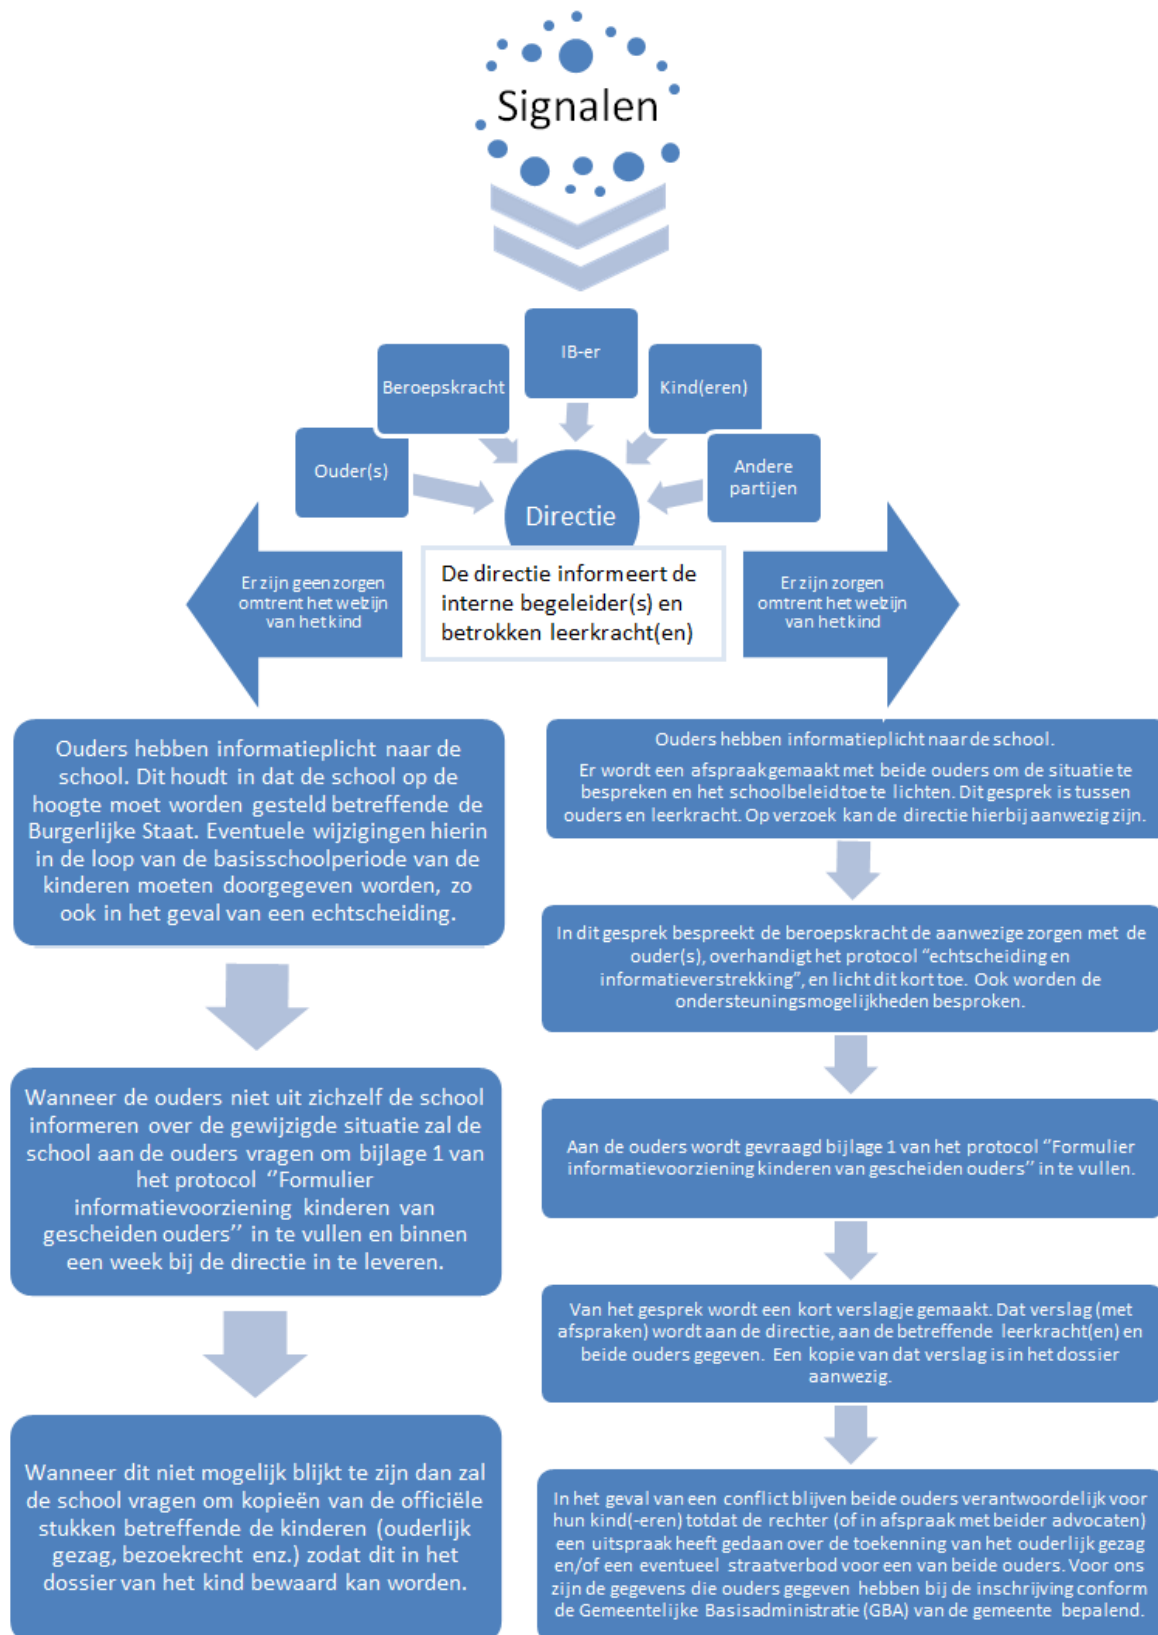 Signalen
IB-er
Beroepskracht
Kind(eren)
Ouder(s)
Andere
partijen
Directie
Er zijn geen zorgen
omtrent het welzijn
van het kind
De directie informeert de
interne begeleider(s) en
betrokken leerkracht(en)
Er zijn zorgen
omtrent het welzijn
van het kind
Ouders hebben informatieplicht naar de
school. Dit houdt in dat de school op de
hoogte moet worden gesteld betreffende de
Burgerlijke Staat. Eventuele wijzigingen hierin
in de loop van de basisschoolperiode van de
kinderen moeten doorgegeven worden, zo
ook in het geval van een echtscheiding.
Wanneer de ouders niet uit zichzelf de school
informeren over de gewijzigde situatie zal de
school aan de ouders vragen om bijlage 1 van
het protocol ‘’Formulier
informatievoorziening kinderen van
gescheiden ouders’’ in te vullen en binnen
een week bij de directie in te leveren.
Wanneer dit niet mogelijk blijkt te zijn dan zal
de school vragen om kopieën van de officiële
stukken betreffende de kinderen (ouderlijk
gezag, bezoekrecht enz.) zodat dit in het
dossier van het kind bewaard kan worden.
Ouders hebben informatieplicht naar de school.
Er wordt een afspraak gemaakt met beide ouders om de situatie te
bespreken en het schoolbeleid toe te lichten. Dit gesprek is tussen
ouders en leerkracht. Op verzoek kan de directie hierbij aanwezig zijn.
In dit gesprek bespreekt de beroepskracht de aanwezige zorgen met de
ouder(s), overhandigt het protocol “echtscheiding en
informatieverstrekking”, en licht dit kort toe. Ook worden de
ondersteuningsmogelijkheden besproken.
Aan de ouders wordt gevraagd bijlage 1 van het protocol ‘’Formulier
informatievoorziening kinderen van gescheiden ouders’’ in te vullen.
Van het gesprek wordt een kort verslagje gemaakt. Dat verslag (met
afspraken) wordt aan de directie, aan de betreffende leerkracht(en) en
beide ouders gegeven. Een kopie van dat verslag is in het dossier
aanwezig.
In het geval van een conflict blijven beide ouders verantwoordelijk voor
hun kind(-eren) totdat de rechter (of in afspraak met beider advocaten)
een uitspraak heeft gedaan over de toekenning van het ouderlijk gezag
en/of een eventueel straatverbod voor een van beide ouders. Voor ons
zijn de gegevens die ouders gegeven hebben bij de inschrijving conform
de Gemeentelijke Basisadministratie (GBA) van de gemeente bepalend.